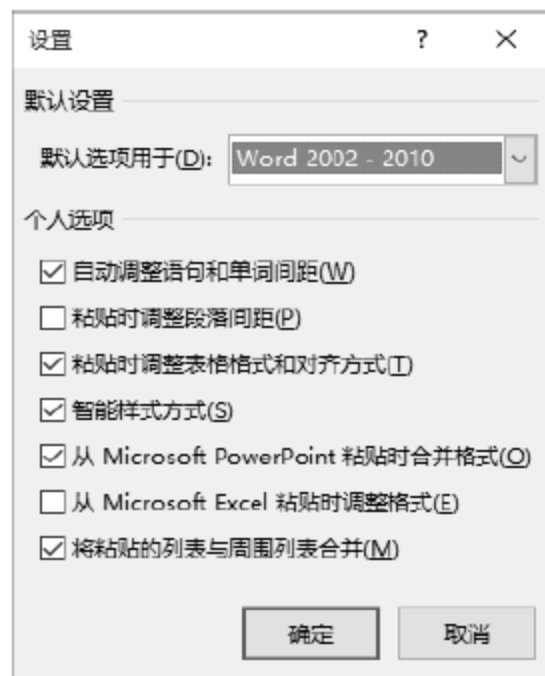 设置
默认设置
默认选项用于(D): Word 2002 - 2010
个人选项
自动调整语句和单词间距(W)
粘贴时调整段落间距(P)
粘贴时调整表格格式和对齐方式(T)
智能样式方式(S)
从 Microsoft PowerPoint 粘贴时合并格式(O)
从 Microsoft Excel 粘贴时调整格式(E)
将粘贴的列表与周围列表合并(M)
确定 取消